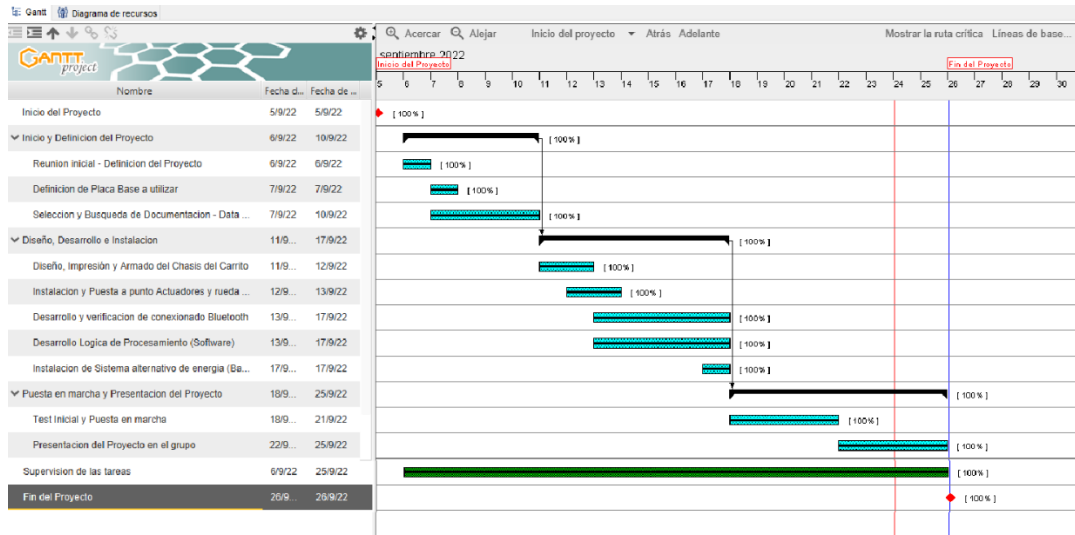 Gantt Diagrama de recursos
Acercar Alejar Inicio del proyecto Atrás Adelante Mostrar la ruta crítica Líneas de base...
GANTT
project
septiembre 2022
Inicio del Proyecto Fin del Proyecto
Nombre Fecha d... Fecha de ...
5 6 7 8 9 10 11 12 13 14 15 16 17 18 19 20 21 22 23 24 25 26 27 28 29 30
Inicio del Proyecto 5/9/22 5/9/22 [ 100% ]
Inicio y Definicion del Proyecto 6/9/22 10/9/22 [ 100% ]
Reunion inicial - Definicion del Proyecto 6/9/22 6/9/22 [ 100% ]
Definicion de Placa Base a utilizar 7/9/22 7/9/22 [ 100% ]
Seleccion y Busqueda de Documentacion - Data ... 7/9/22 10/9/22 [ 100% ]
Diseño, Desarrollo e Instalacion 11/9... 17/9/22 [ 100% ]
Diseño, Impresión y Armado del Chasis del Carrito 11/9... 12/9/22 [ 100% ]
Instalacion y Puesta a punto Actuadores y rueda ... 12/9... 13/9/22 [ 100% ]
Desarrollo y verificacion de conexionado Bluetooth 13/9... 17/9/22 [ 100% ]
Desarrollo Logica de Procesamiento (Software) 13/9... 17/9/22 [ 100% ]
Instalacion de Sistema alternativo de energia (Ba... 17/9... 17/9/22 [ 100% ]
Puesta en marcha y Presentacion del Proyecto 18/9... 25/9/22 [ 100% ]
Test Inicial y Puesta en marcha 18/9... 21/9/22 [ 100% ]
Presentacion del Proyecto en el grupo 22/9... 25/9/22 [ 100% ]
Supervision de las tareas 6/9/22 25/9/22 [ 100% ]
Fin del Proyecto 26/9... 26/9/22 [ 100% ]